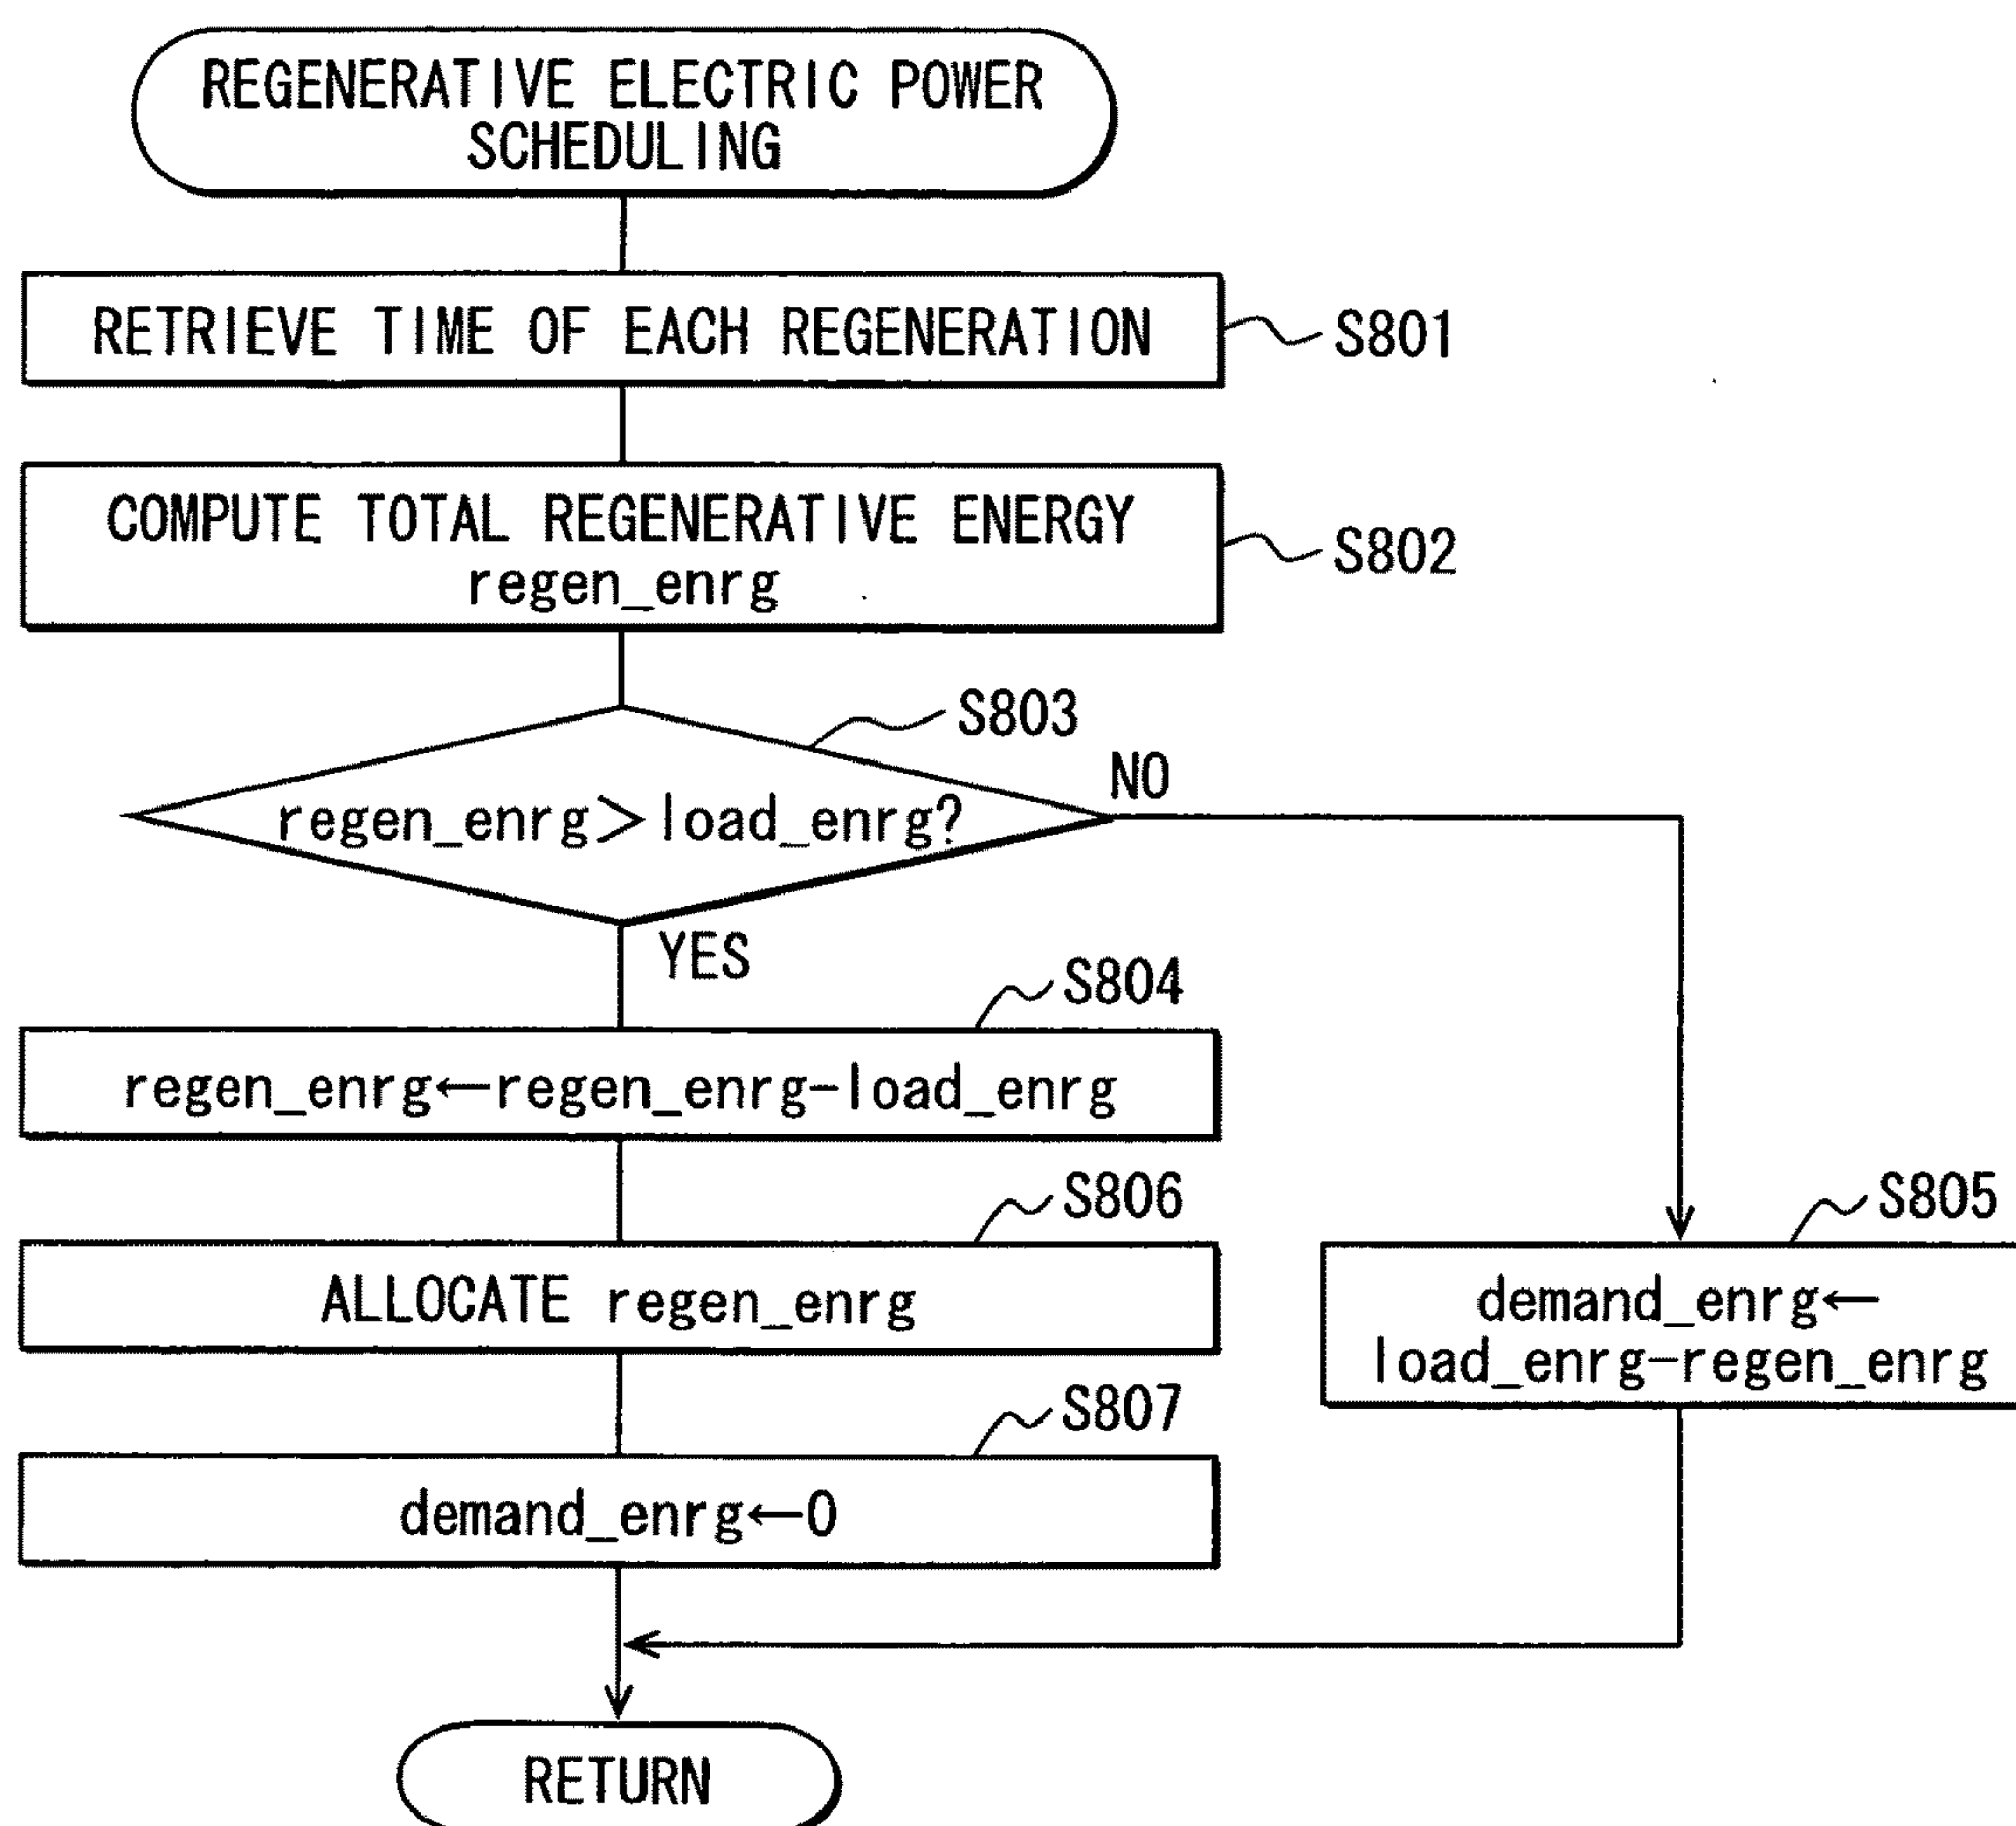 REGENERATIVE ELECTRIC POWER
SCHEDULING
RETRIEVE TIME OF EACH REGENERATION
S801
COMPUTE TOTAL REGENERATIVE ENERGY
regen_enrg
S802
S803
regen_enrg>load_enrg?
NO
YES
S804
regen_enrg←regen_enrg-load_enrg
S806
ALLOCATE regen_enrg
S805
demand_enrg←
load_enrg-regen_enrg
S807
demand_enrg←0
RETURN